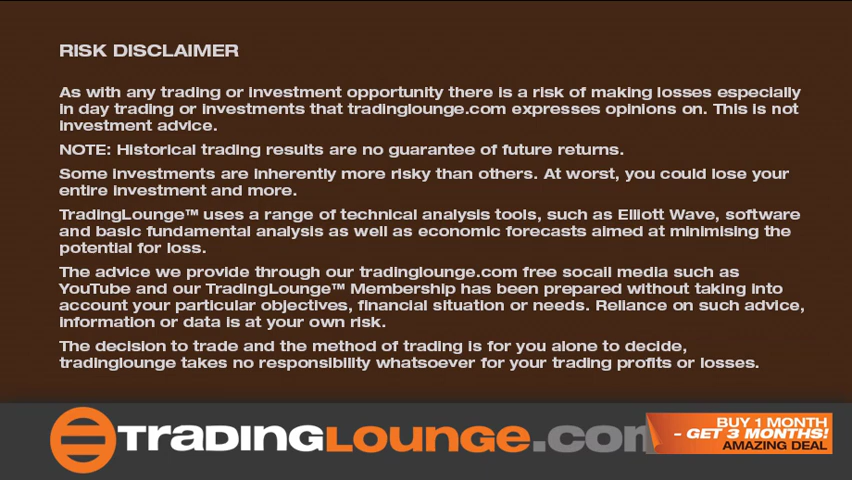 RISK DISCLAIMER
As with any trading or investment opportunity there is a risk of making losses especially
in day trading or investments that tradinglounge.com expresses opinions on. This is not
investment advice.
NOTE: Historical trading results are no guarantee of future returns.
Some investments are inherently more risky than others. At worst, you could lose your
entire investment and more.
TradingLounge™ uses a range of technical analysis tools, such as Elliott Wave, software
and basic fundamental analysis as well as economic forecasts aimed at minimising the
potential for loss.
The advice we provide through our tradinglounge.com free socail media such as
YouTube and our TradingLounge™ Membership has been prepared without taking into
account your particular objectives, financial situation or needs. Reliance on such advice,
information or data is at your own risk.
The decision to trade and the method of trading is for you alone to decide,
tradinglounge takes no responsibility whatsoever for your trading profits or losses.
TRADINGLOUNGE.com
BUY 1 MONTH
- GET 3 MONTHS!
AMAZING DEAL